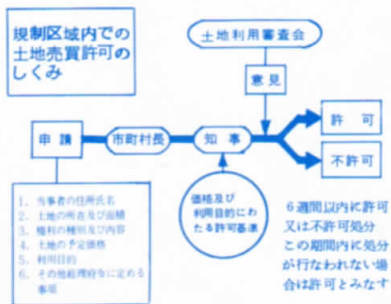 規制区域内での
土地売買許可の
しくみ
土地利用審査会
意見
申請
市町村長
知事
許可
不許可
1. 当事者の住所氏名
2. 土地の所在及び面積
3. 権利の種別及び内容
4. 土地の予定価格
5. 利用目的
6. その他総理府令に定める
事項
価格及び
利用目的にわ
たる許可基準
6週間以内に許可
又は不許可処分
この期間内に処分
が行なわれない場
合は許可とみなす